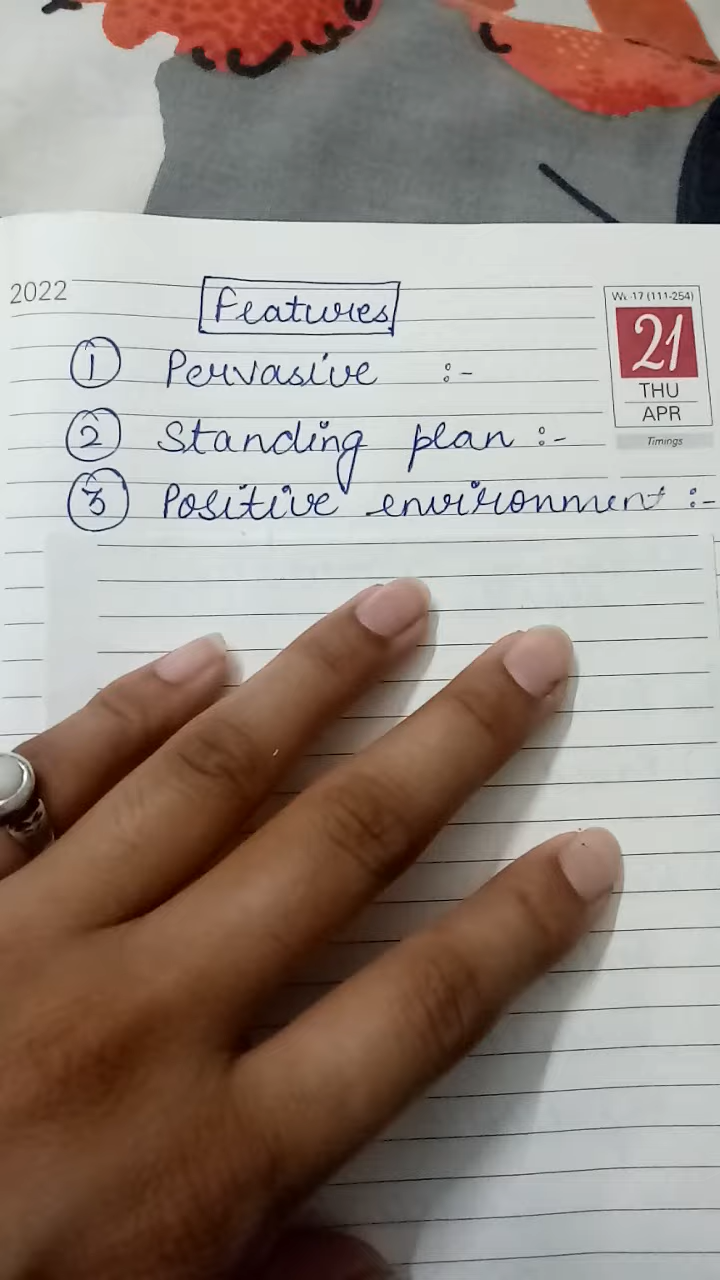 2022
Features
Wk 17 (111-254)
21
THU
APR
Timings
① Pervasive :-
② Standing plan :-
③ Positive environment :-